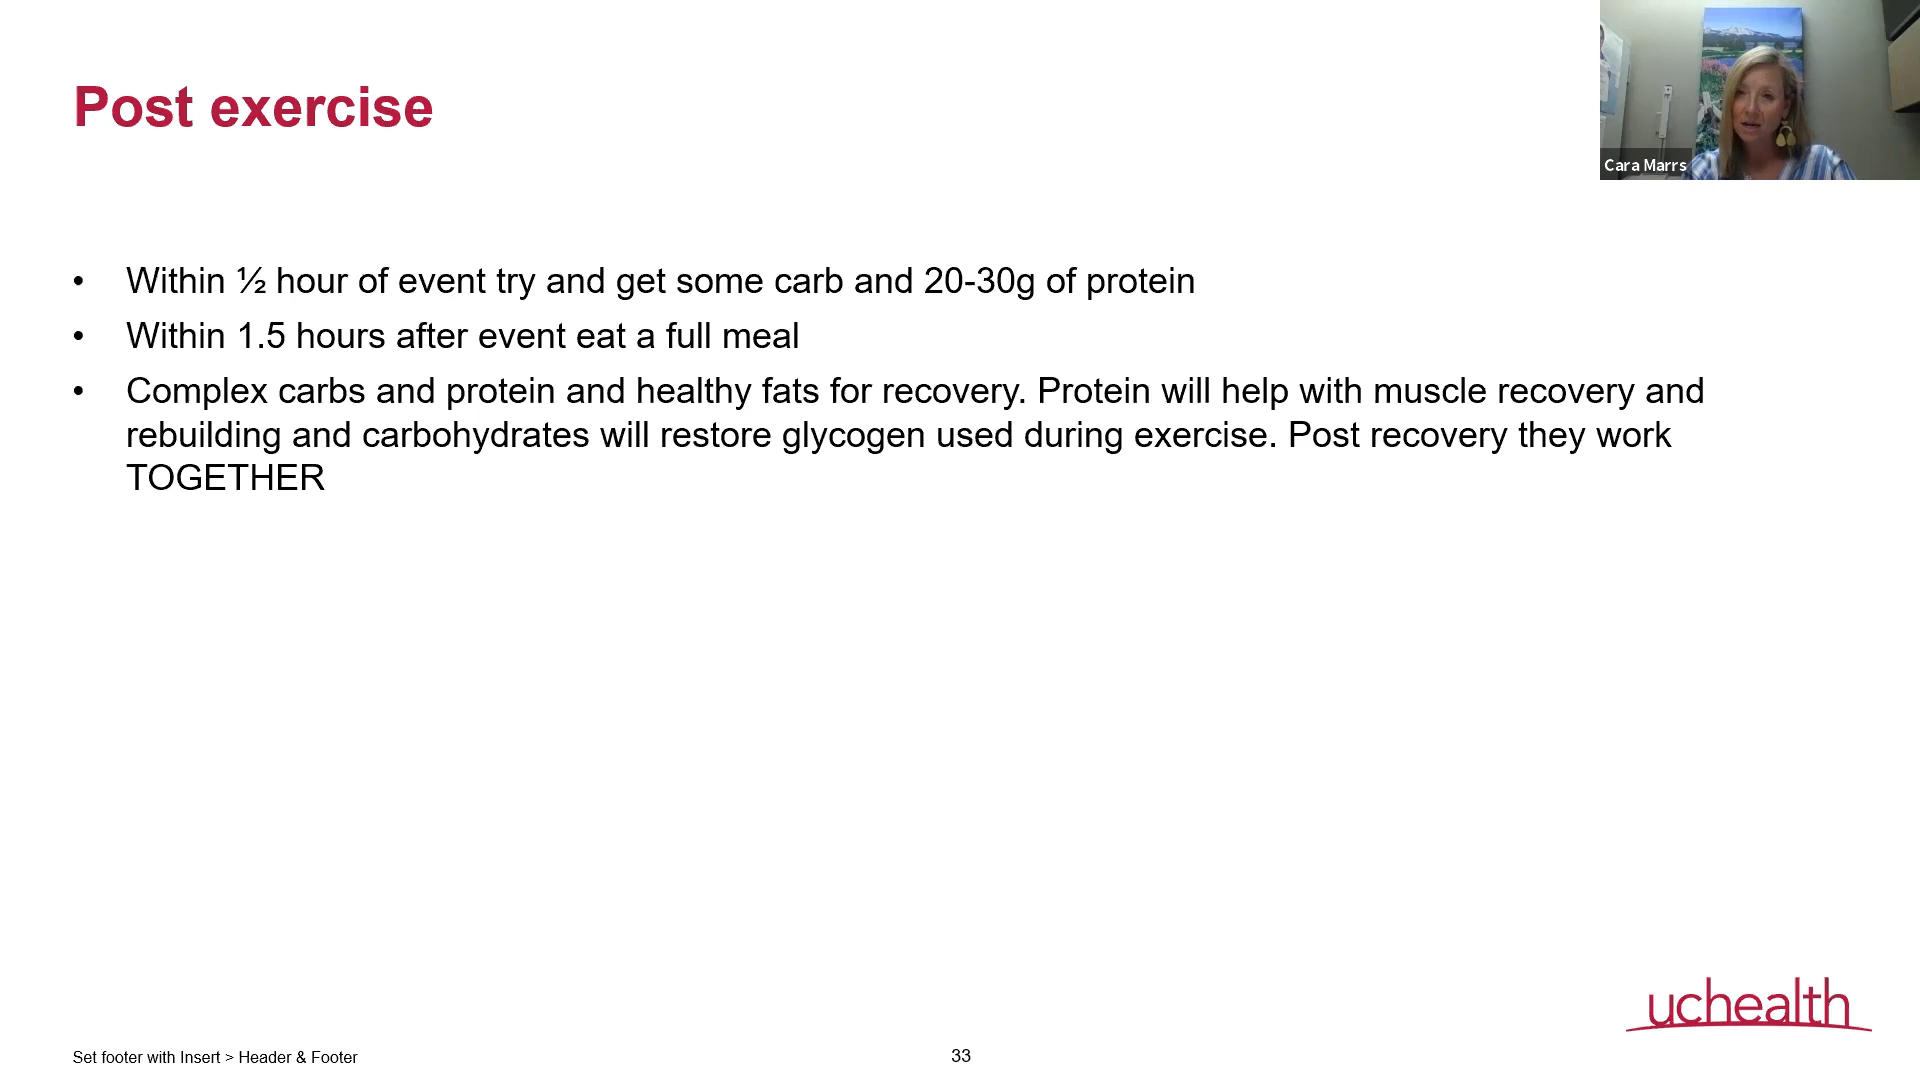 Post exercise
Cara Marrs
• Within ½ hour of event try and get some carb and 20-30g of protein
• Within 1.5 hours after event eat a full meal
• Complex carbs and protein and healthy fats for recovery. Protein will help with muscle recovery and
rebuilding and carbohydrates will restore glycogen used during exercise. Post recovery they work
TOGETHER
uchealth
Set footer with Insert > Header & Footer
33